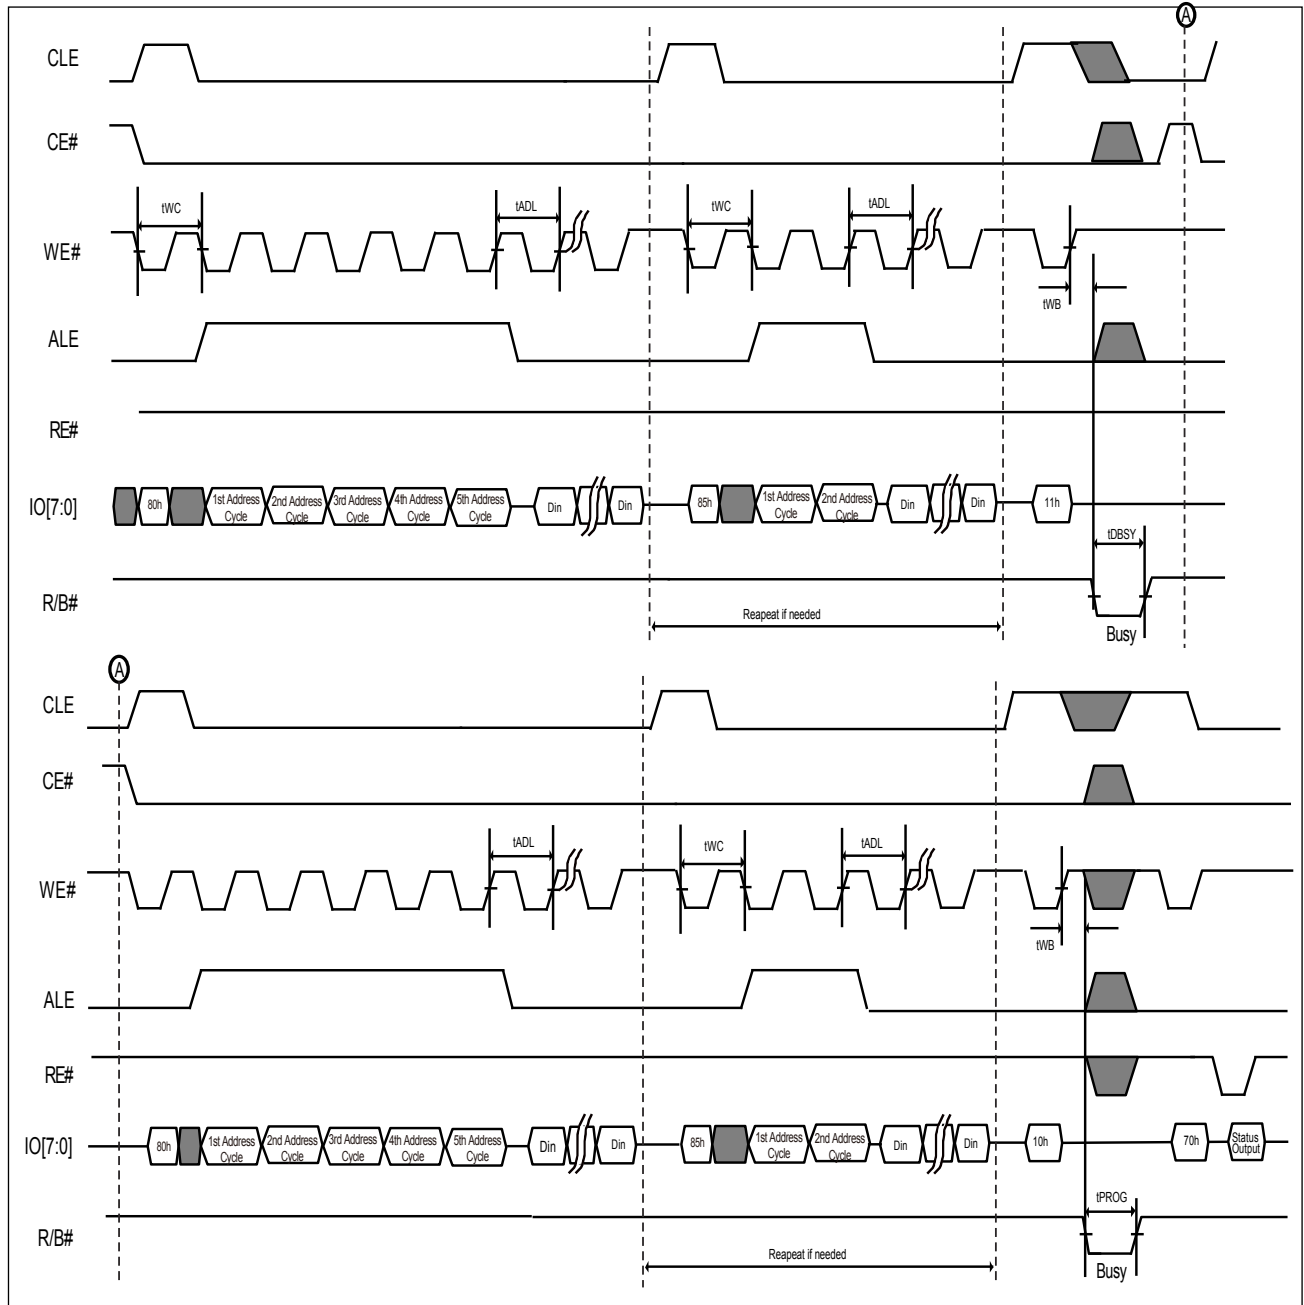 A
CLE
CE#
tWC
tADL
tWC
tADL
WE#
tWB
ALE
RE#
IO[7:0]
80h
1st Address Cycle
2nd Address Cycle
3rd Address Cycle
4th Address Cycle
5th Address Cycle
Din
Din
85h
1st Address Cycle
2nd Address Cycle
Din
Din
11h
tDBSY
R/B#
Reapeat if needed
Busy
A
CLE
CE#
tADL
tWC
tADL
WE#
tWB
ALE
RE#
IO[7:0]
80h
1st Address Cycle
2nd Address Cycle
3rd Address Cycle
4th Address Cycle
5th Address Cycle
Din
Din
85h
1st Address Cycle
2nd Address Cycle
Din
Din
10h
70h
Status Output
tPROG
R/B#
Reapeat if needed
Busy